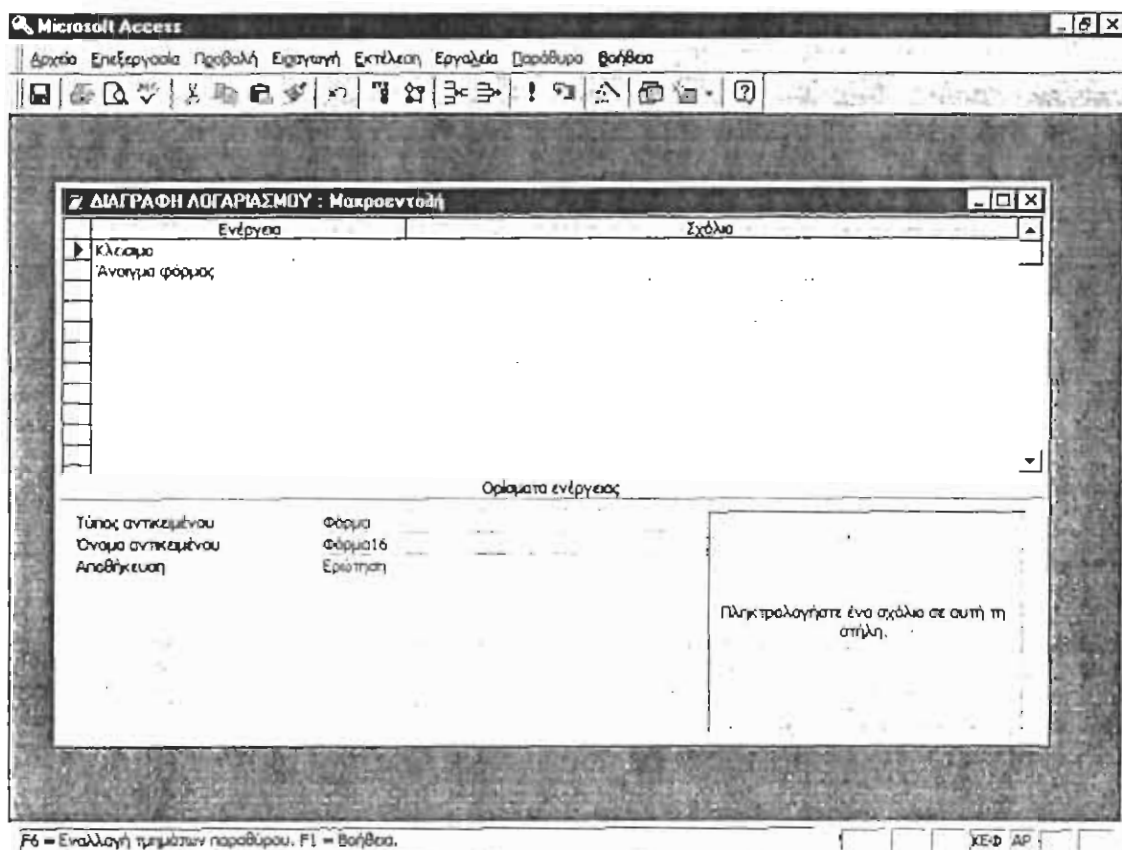 Microsoft Access
Αρχείο Επεξεργασία Προβολή Εισαγωγή Εκτέλεση Εργαλεία Παράθυρο Βοήθεια
ΔΙΑΓΡΑΦΗ ΛΟΓΑΡΙΑΣΜΟΥ : Μακροεντολή
Ενέργεια Σχόλιο
Κλείσιμο
Άνοιγμα φόρμας
Ορίσματα ενέργειας
Τύπος αντικειμένου Φόρμα
Όνομα αντικειμένου Φόρμα16
Αποθήκευση Ερώτηση
Πληκτρολογήστε ένα σχόλιο σε αυτή τη
στήλη.
F6 = Εναλλαγή τμημάτων παραθύρου. F1 = Βοήθεια. ΚΕΦ ΑΡ